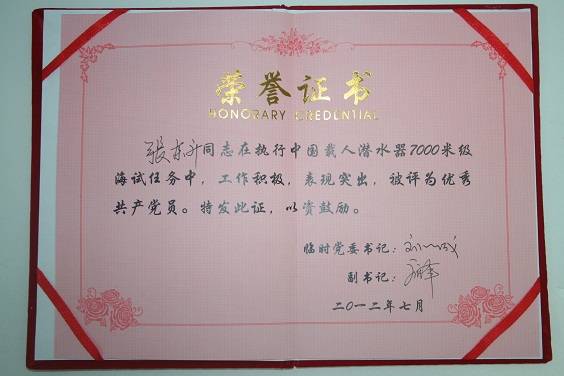 荣誉证书
HONORARY CREDENTIAL
张东升同志在执行中国载人潜水器7000米级
海试任务中，工作积极，表现突出，被评为优秀
共产党员。特发此证，以资鼓励。
临时党委书记：
副书记：
二〇一二年七月